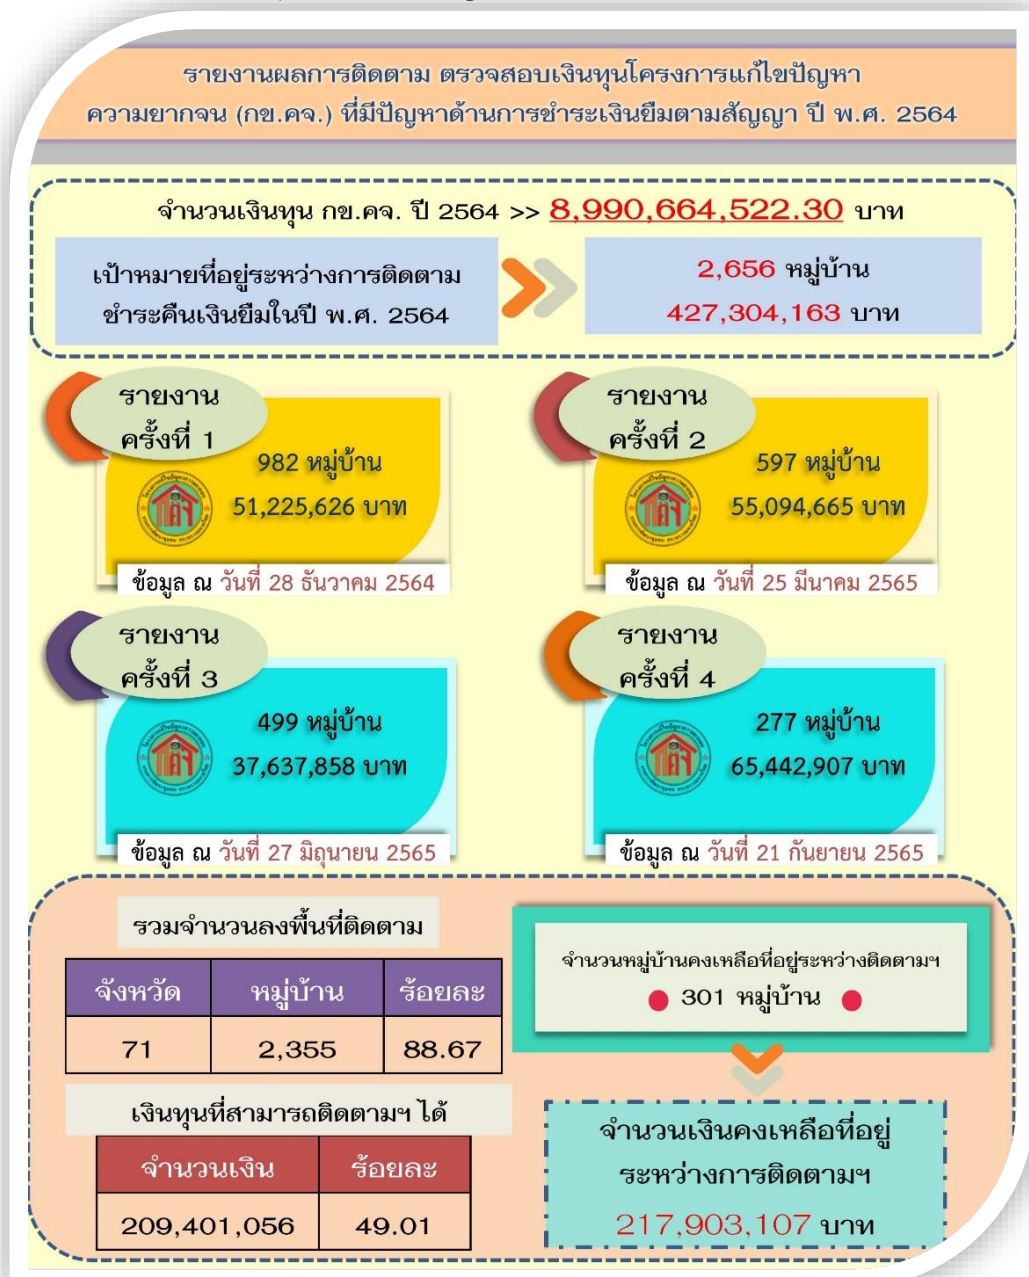 รายงานผลการติดตาม ตรวจสอบเงินทุนโครงการแก้ไขปัญหา
ความยากจน (กข.คจ.) ที่มีปัญหาด้านการชำระเงินยืมตามสัญญา ปี พ.ศ. 2564
จำนวนเงินทุน กข.คจ. ปี 2564 >> 8,990,664,522.30 บาท
เป้าหมายที่อยู่ระหว่างการติดตาม
ชำระคืนเงินยืมในปี พ.ศ. 2564
2,656 หมู่บ้าน
427,304,163 บาท
รายงาน
ครั้งที่ 1
982 หมู่บ้าน
51,225,626 บาท
ข้อมูล ณ วันที่ 28 ธันวาคม 2564
รายงาน
ครั้งที่ 2
597 หมู่บ้าน
55,094,665 บาท
ข้อมูล ณ วันที่ 25 มีนาคม 2565
รายงาน
ครั้งที่ 3
499 หมู่บ้าน
37,637,858 บาท
ข้อมูล ณ วันที่ 27 มิถุนายน 2565
รายงาน
ครั้งที่ 4
277 หมู่บ้าน
65,442,907 บาท
ข้อมูล ณ วันที่ 21 กันยายน 2565
รวมจำนวนลงพื้นที่ติดตาม
จังหวัด หมู่บ้าน ร้อยละ
71 2,355 88.67
เงินทุนที่สามารถติดตามฯ ได้
จำนวนเงิน ร้อยละ
209,401,056 49.01
จำนวนหมู่บ้านคงเหลือที่อยู่ระหว่างติดตามฯ
301 หมู่บ้าน
จำนวนเงินคงเหลือที่อยู่
ระหว่างการติดตามฯ
217,903,107 บาท